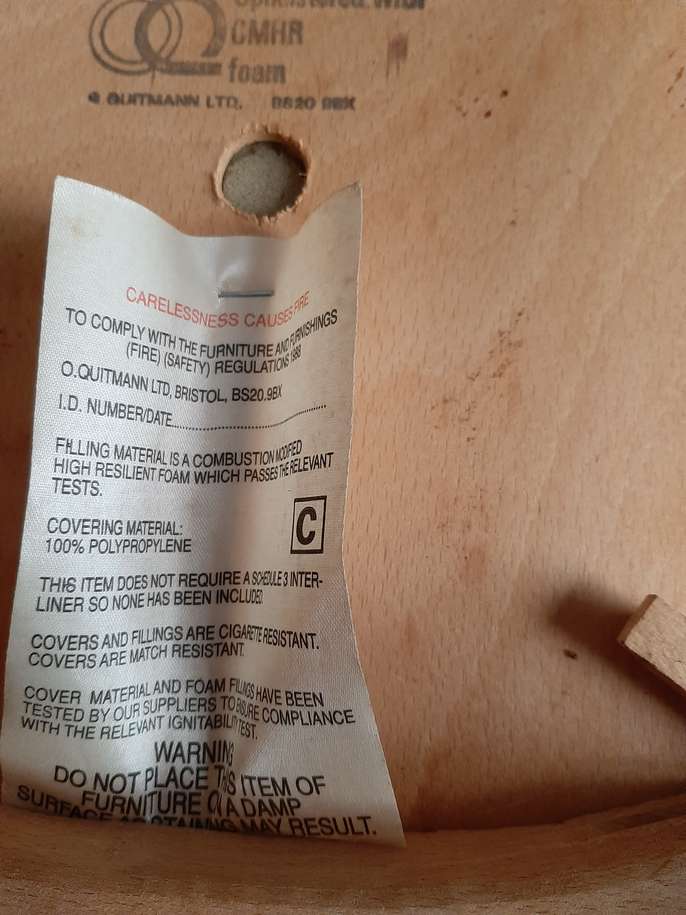 Upholstered with
CMHR
foam
QUITMANN LTD. BS20 9BX
CARELESSNESS CAUSES FIRE
TO COMPLY WITH THE FURNITURE AND FURNISHINGS
(FIRE) (SAFETY) REGULATIONS 1988
O.QUITMANN LTD, BRISTOL, BS20.9BX
I.D. NUMBER/DATE
FILLING MATERIAL IS A COMBUSTION MODIFIED
HIGH RESILIENT FOAM WHICH PASSES THE RELEVANT
TESTS.
COVERING MATERIAL:
100% POLYPROPYLENE
C
THIS ITEM DOES NOT REQUIRE A SCHEDULE 3 INTER-
LINER SO NONE HAS BEEN INCLUDED.
COVERS AND FILLINGS ARE CIGARETTE RESISTANT.
COVERS ARE MATCH RESISTANT
COVER MATERIAL AND FOAM FILLINGS HAVE BEEN
TESTED BY OUR SUPPLIERS TO ENSURE COMPLIANCE
WITH THE RELEVANT IGNITABILITY TEST.
WARNING
DO NOT PLACE THIS ITEM OF
FURNITURE ON A DAMP
SURFACE AS STAINING MAY RESULT.